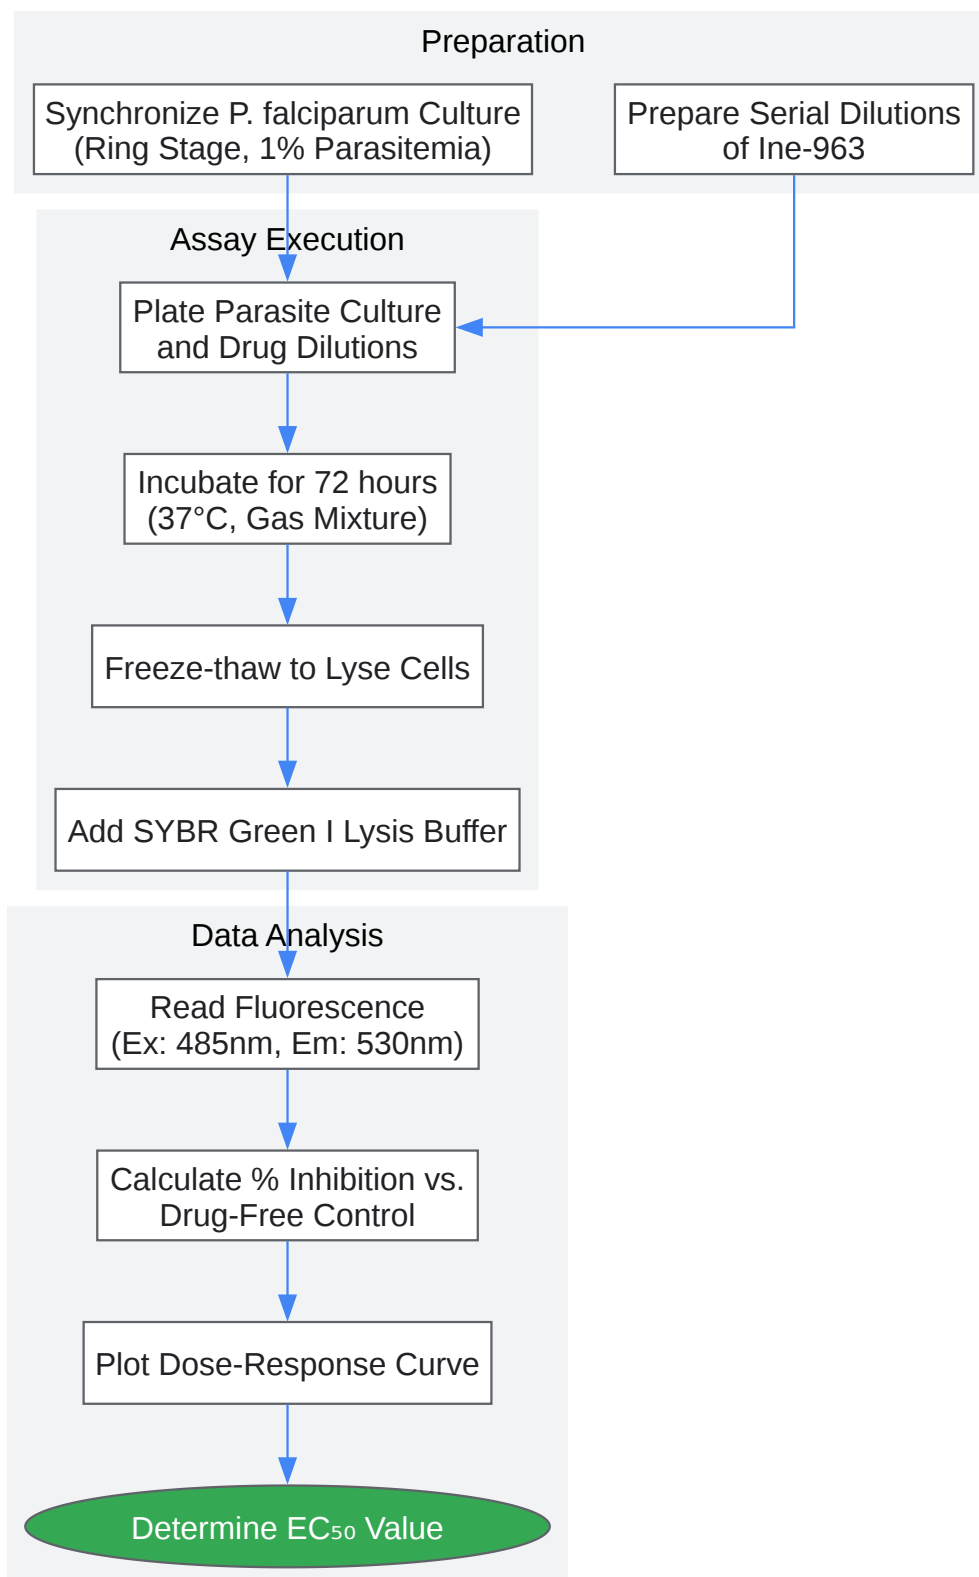 Preparation
Synchronize P. falciparum Culture
(Ring Stage, 1% Parasitemia)
Prepare Serial Dilutions
of Ine-963
Assay Execution
Plate Parasite Culture
and Drug Dilutions
Incubate for 72 hours
(37°C, Gas Mixture)
Freeze-thaw to Lyse Cells
Add SYBR Green I Lysis Buffer
Data Analysis
Read Fluorescence
(Ex: 485nm, Em: 530nm)
Calculate % Inhibition vs.
Drug-Free Control
Plot Dose-Response Curve
Determine EC₅₀ Value